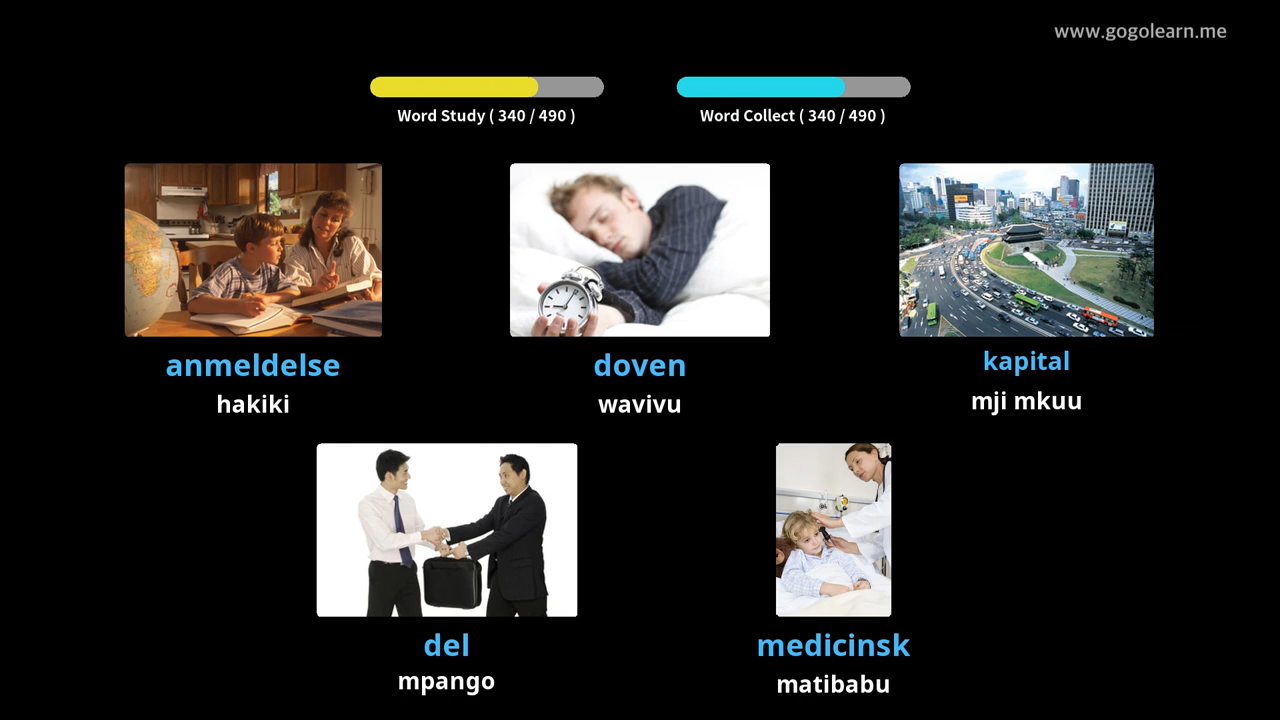 www.gogolearn.me
Word Study ( 340 / 490 )
Word Collect ( 340 / 490 )
anmeldelse
hakiki
doven
wavivu
kapital
mji mkuu
del
mpango
medicinsk
matibabu